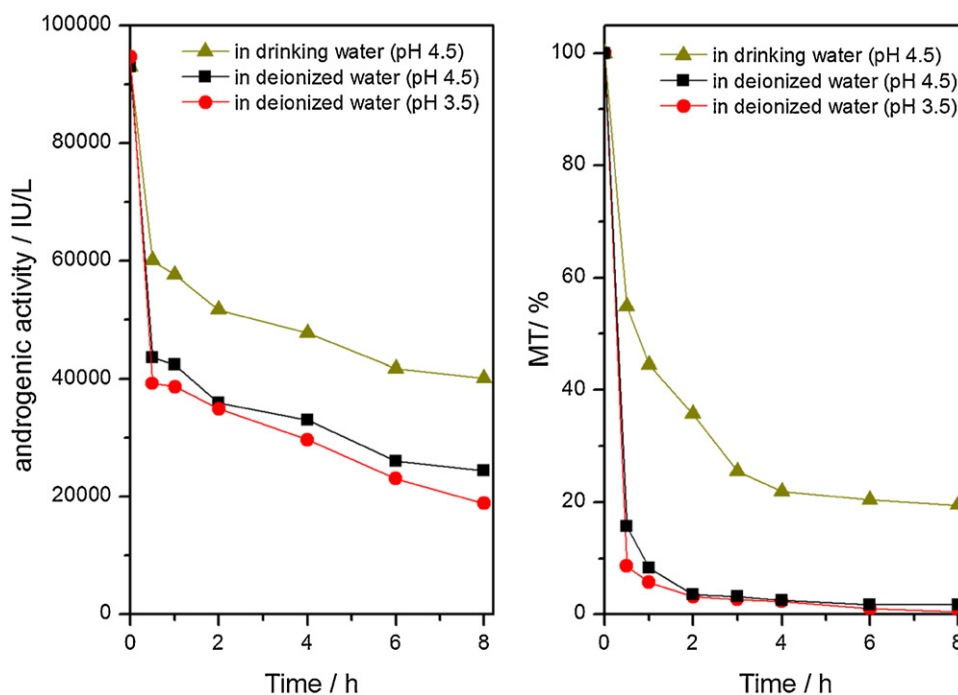 100000
80000
60000
40000
20000
0
androgenic activity / IU/L
in drinking water (pH 4.5)
in deionized water (pH 4.5)
in deionized water (pH 3.5)
0 2 4 6 8
Time / h
100
80
60
40
20
0
MT/ %
in drinking water (pH 4.5)
in deionized water (pH 4.5)
in deionized water (pH 3.5)
0 2 4 6 8
Time / h